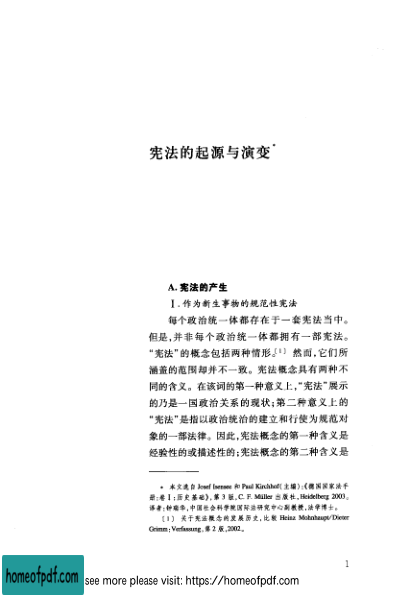 宪法的起源与演变*
A. 宪法的产生
Ⅰ. 作为新生事物的规范性宪法
每个政治统一体都存在于一套宪法当中。
但是,并非每个政治统一体都拥有一部宪法。
“宪法”的概念包括两种情形。[1] 然而,它们所
涵盖的范围却并不一致。宪法概念具有两种不
同的含义。在该词的第一种意义上,“宪法”展示
的乃是一国政治关系的现状;第二种意义上的
“宪法”是指以政治统治的建立和行使为规范对
象的一部法律。因此,宪法概念的第一种含义是
经验性的或描述性的;宪法概念的第二种含义是
* 本文选自 Josef Isensee 和 Paul Kirchhof(主编):《德国国家法手
册:卷Ⅰ:历史基础》,第 3 版,C. F. Müller 出版社,Heidelberg 2003。
译者:钟瑞华,中国社会科学院国际法研究中心副教授,法学博士。
[1] 关于宪法概念的发展历史,比较 Heinz Mohnhaupt/Dieter
Grimm:Verfassung,第 2 版,2002。
1
homeofpdf.com see more please visit: https://homeofpdf.com